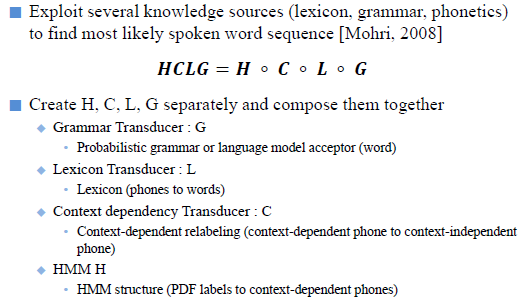 Exploit several knowledge sources (lexicon, grammar, phonetics)
to find most likely spoken word sequence [Mohri, 2008]
HCLG = H ∘ C ∘ L ∘ G
Create H, C, L, G separately and compose them together
Grammar Transducer : G
Probabilistic grammar or language model acceptor (word)
Lexicon Transducer : L
Lexicon (phones to words)
Context dependency Transducer : C
Context-dependent relabeling (context-dependent phone to context-independent
phone)
HMM H
HMM structure (PDF labels to context-dependent phones)